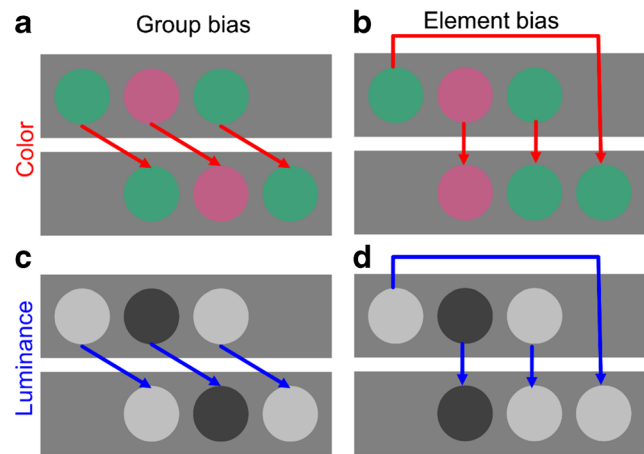 a
Group bias
b
Element bias
Color
c
d
Luminance